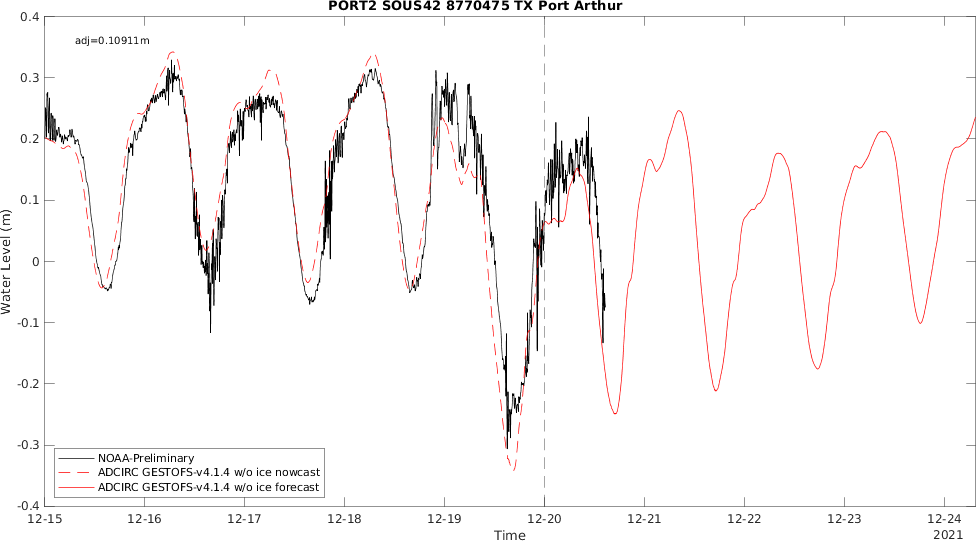 PORT2 SOUS42 8770475 TX Port Arthur
adj=0.10911m
0.4
0.3
0.2
0.1
0
-0.1
-0.2
-0.3
-0.4
Water Level (m)
NOAA-Preliminary
ADCIRC GESTOFS-v4.1.4 w/o ice nowcast
ADCIRC GESTOFS-v4.1.4 w/o ice forecast
12-15 12-16 12-17 12-18 12-19 12-20 12-21 12-22 12-23 12-24
Time
2021